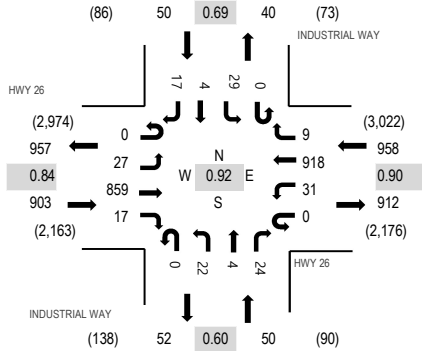 (86) 50 0.69 40 (73)
INDUSTRIAL WAY
HWY 26
17 4 29 0
(2,974) 0 9 (3,022)
957 27 N 918 958
0.84 W 0.92 E 0.90
903 859 S 31 912
(2,163) 17 0 (2,176)
0 22 4 24
HWY 26
INDUSTRIAL WAY
(138) 52 0.60 50 (90)